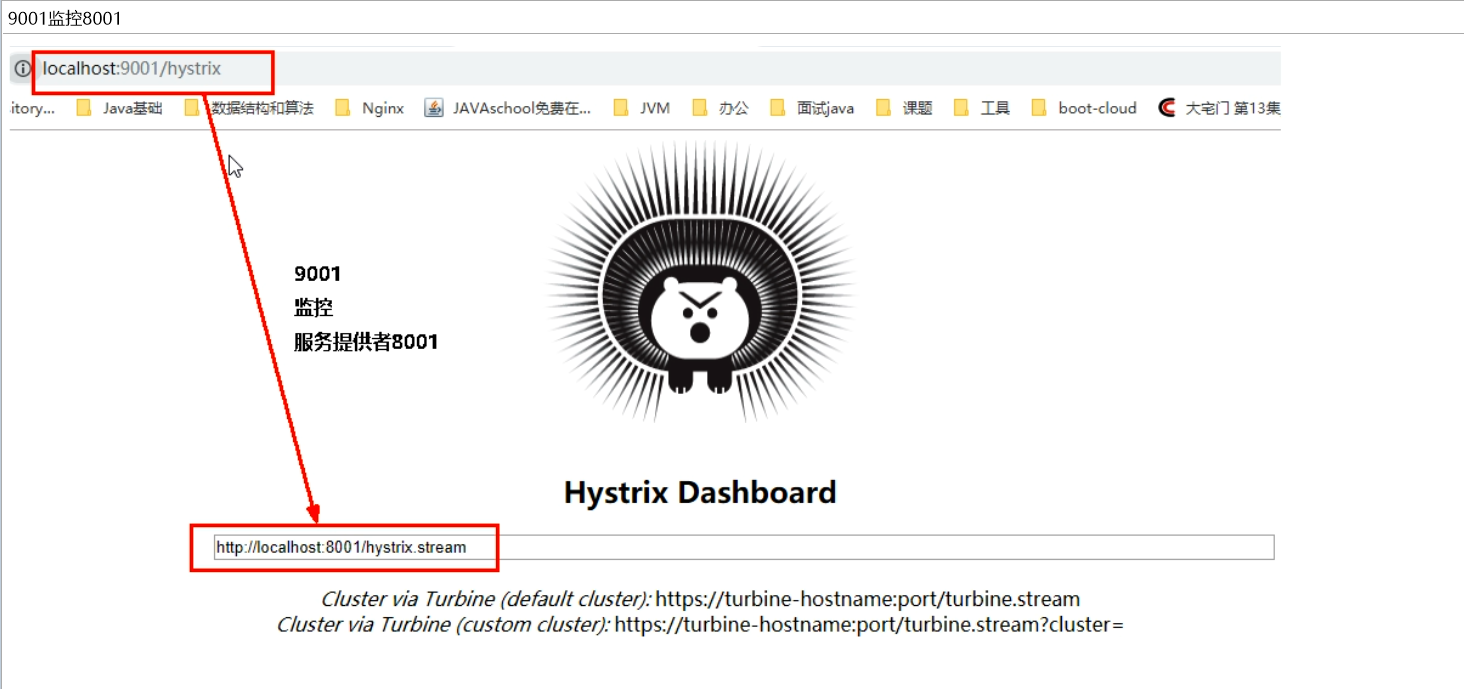 9001监控8001
localhost:9001/hystrix
itory... Java基础 数据结构和算法 Nginx JAVAschool免费在... JVM 办公 面试java 课题 工具 boot-cloud 大宅门 第13集
9001
监控
服务提供者8001
Hystrix Dashboard
http://localhost:8001/hystrix.stream
Cluster via Turbine (default cluster): https://turbine-hostname:port/turbine.stream
Cluster via Turbine (custom cluster): https://turbine-hostname:port/turbine.stream?cluster=